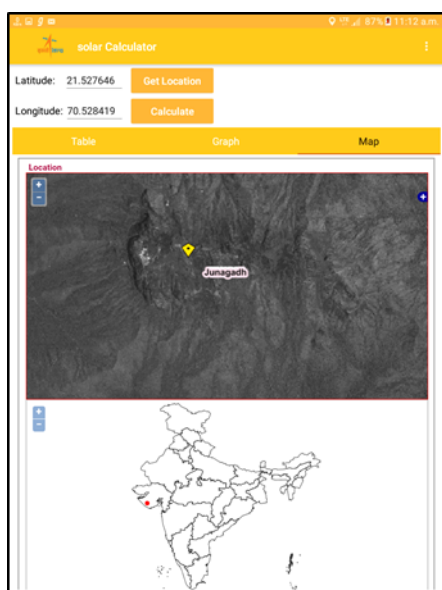 87% 11:12 a.m.
solar Calculator
Latitude: 21.527646 Get Location
Longitude: 70.528419 Calculate
Table Graph Map
Location
+
−
Junagadh
+
+
−